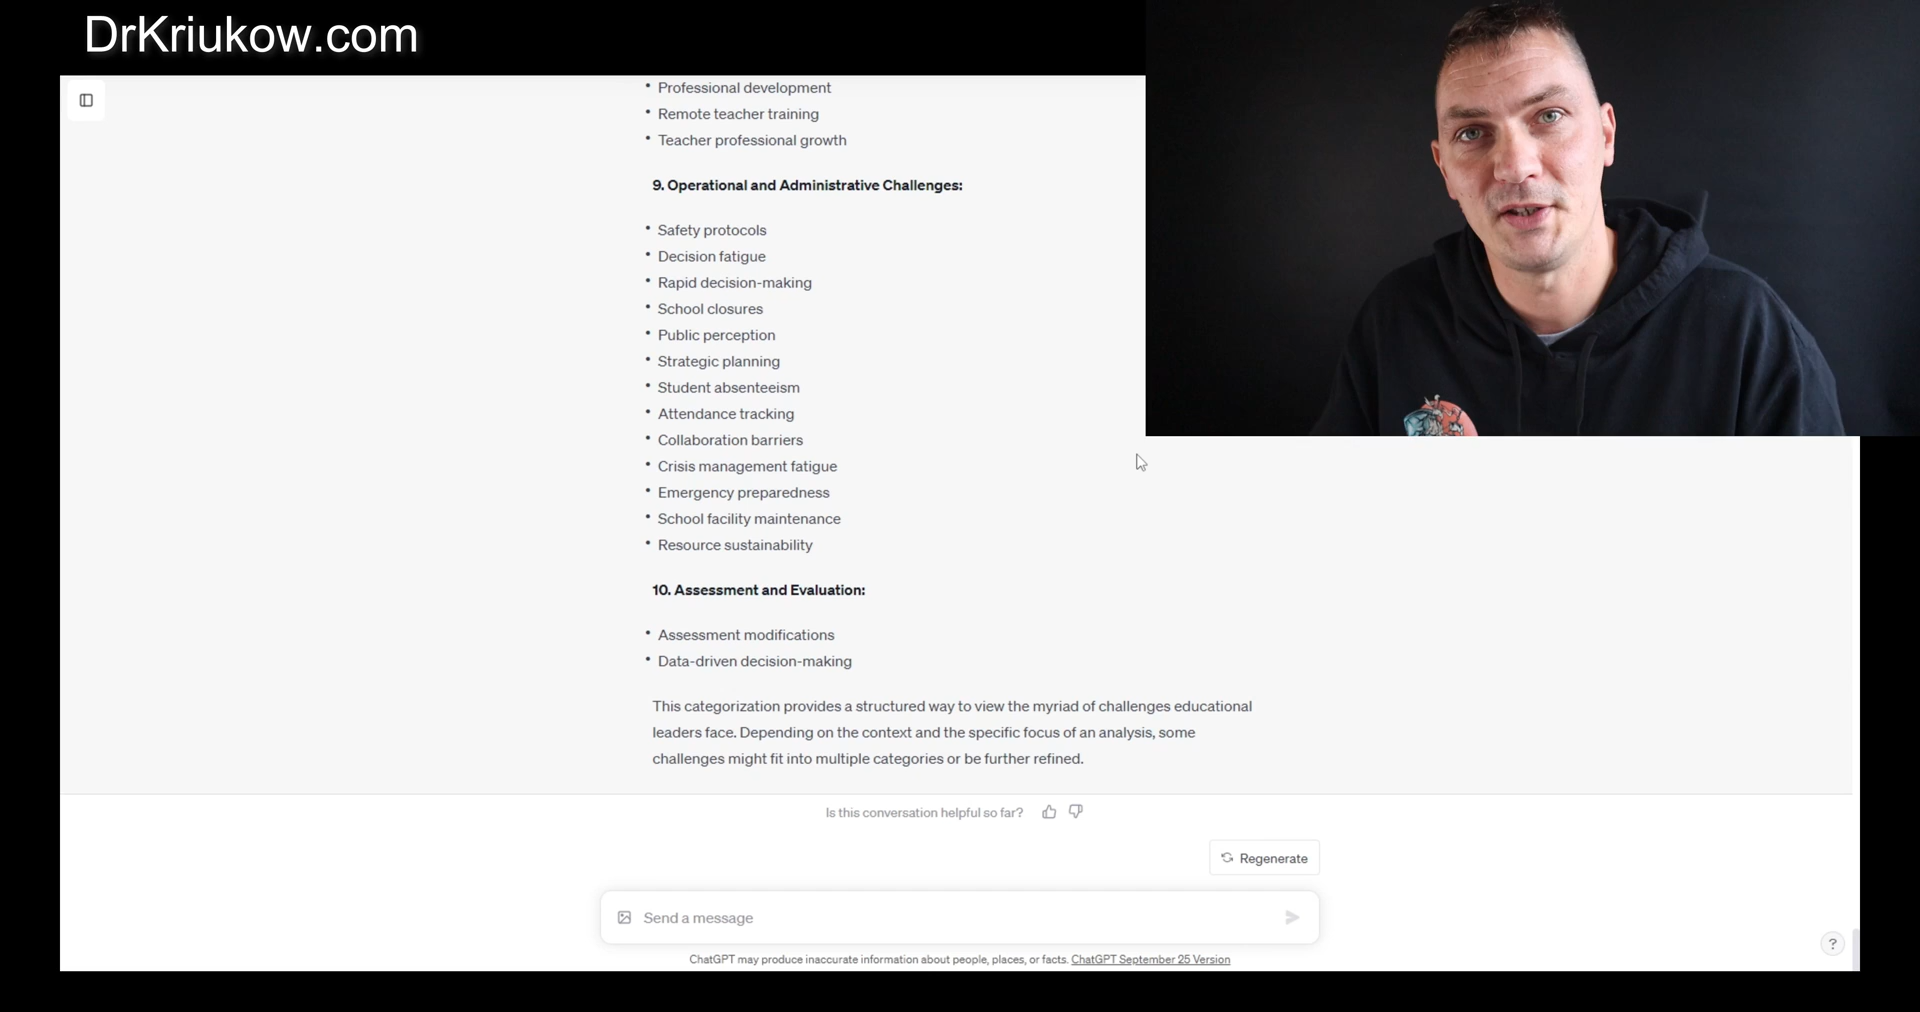 DrKriukow.com
• Professional development
• Remote teacher training
• Teacher professional growth
9. Operational and Administrative Challenges:
• Safety protocols
• Decision fatigue
• Rapid decision-making
• School closures
• Public perception
• Strategic planning
• Student absenteeism
• Attendance tracking
• Collaboration barriers
• Crisis management fatigue
• Emergency preparedness
• School facility maintenance
• Resource sustainability
10. Assessment and Evaluation:
• Assessment modifications
• Data-driven decision-making
This categorization provides a structured way to view the myriad of challenges educational
leaders face. Depending on the context and the specific focus of an analysis, some
challenges might fit into multiple categories or be further refined.
Is this conversation helpful so far?
Regenerate
Send a message
?
ChatGPT may produce inaccurate information about people, places, or facts. ChatGPT September 25 Version